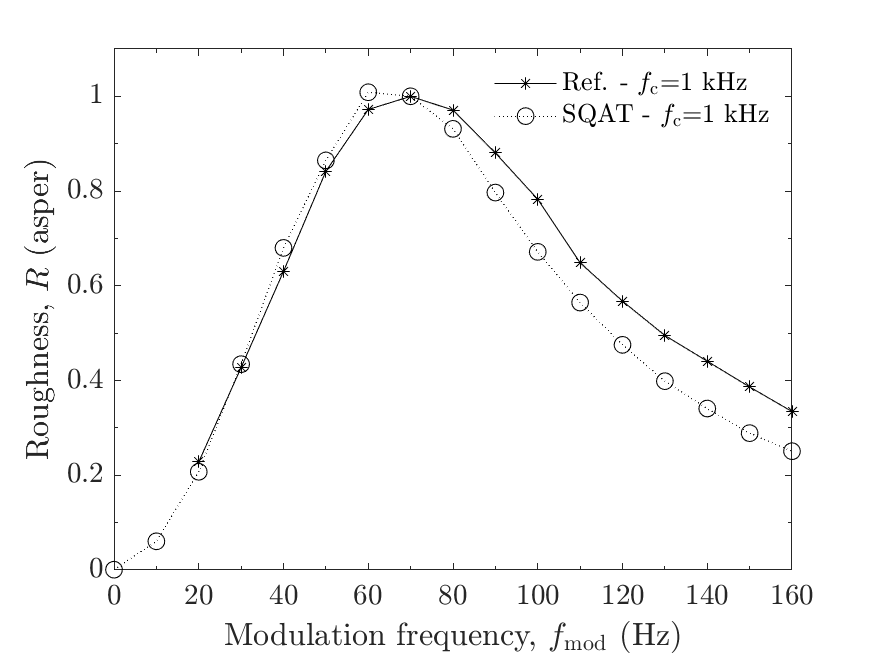 Ref. - fc=1 kHz
SQAT - fc=1 kHz
1
0.8
0.6
0.4
0.2
0
0 20 40 60 80 100 120 140 160
Roughness, R (asper)
Modulation frequency, fmod (Hz)